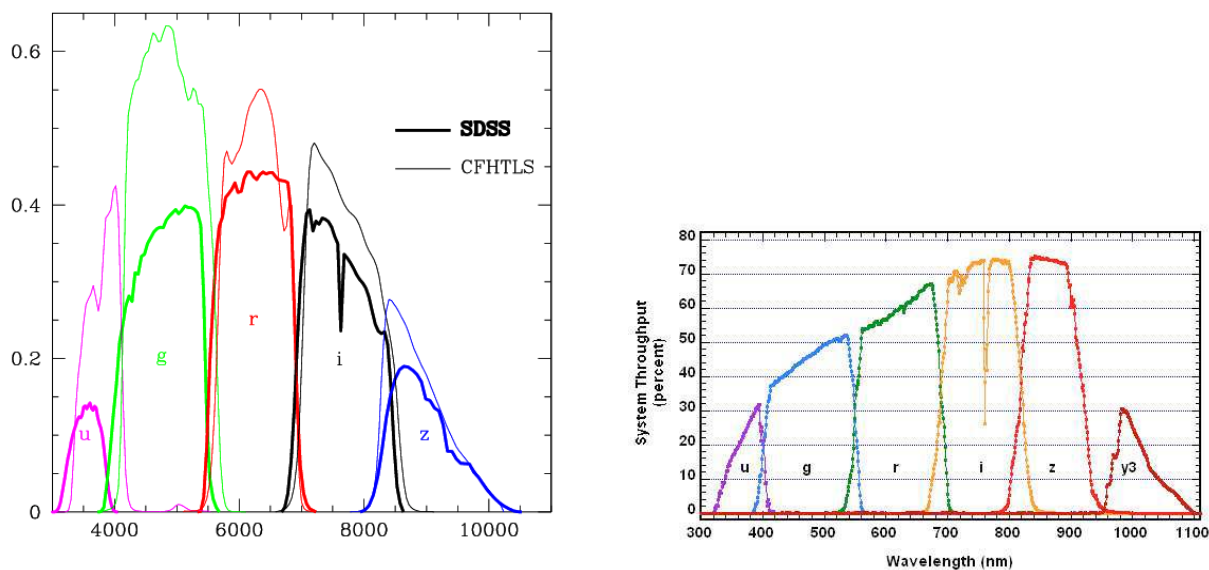 0.6
0.4
0.2
0
4000 6000 8000 10000
SDSS
CFHTLS
u
g
r
i
z
80
70
60
50
40
30
20
10
0
System Throughput
(percent)
u g r i z y3
300 400 500 600 700 800 900 1000 1100
Wavelength (nm)